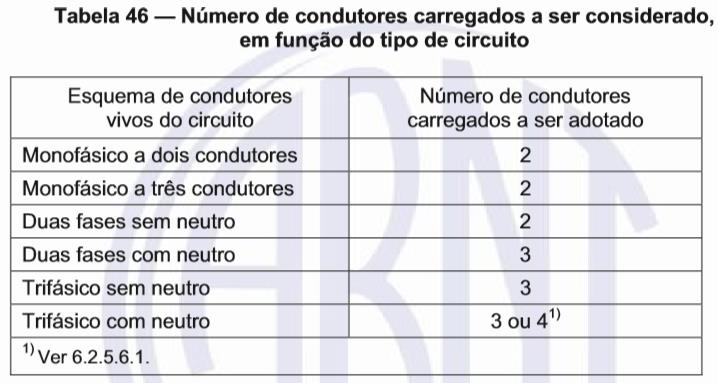 Tabela 46 — Número de condutores carregados a ser considerado,
em função do tipo de circuito
Esquema de condutores
vivos do circuito
Número de condutores
carregados a ser adotado
Monofásico a dois condutores 2
Monofásico a três condutores 2
Duas fases sem neutro 2
Duas fases com neutro 3
Trifásico sem neutro 3
Trifásico com neutro 3 ou 4¹⁾
¹⁾ Ver 6.2.5.6.1.
ABNT